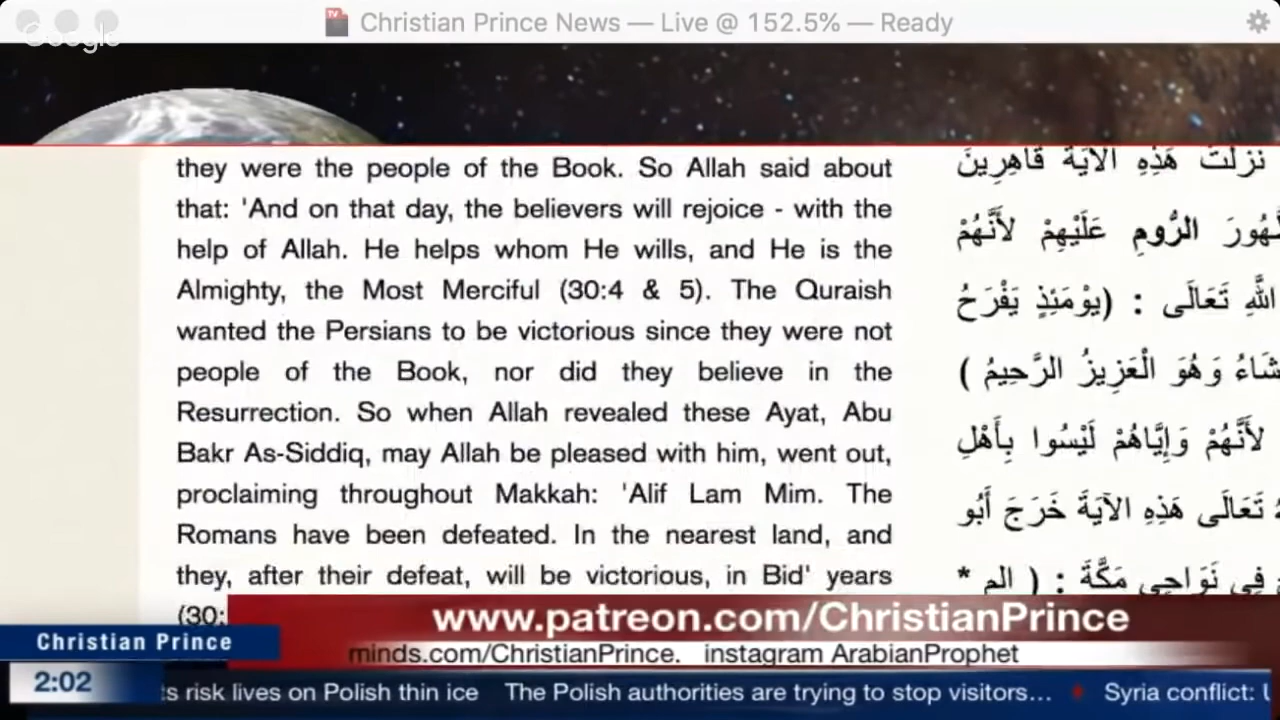 Christian Prince News — Live @ 152.5% — Ready
Google
they were the people of the Book. So Allah said about
that: 'And on that day, the believers will rejoice - with the
help of Allah. He helps whom He wills, and He is the
Almighty, the Most Merciful (30:4 & 5). The Quraish
wanted the Persians to be victorious since they were not
people of the Book, nor did they believe in the
Resurrection. So when Allah revealed these Ayat, Abu
Bakr As-Siddiq, may Allah be pleased with him, went out,
proclaiming throughout Makkah: 'Alif Lam Mim. The
Romans have been defeated. In the nearest land, and
they, after their defeat, will be victorious, in Bid' years
(30:
نَزَلَتْ هَذِهِ الآيَةُ قَاهِرِينَ
الرُّومِ عَلَيْهِمْ لأَنَّهُمْ
اللَّهِ تَعَالَى : (يوْمَئِذٍ يَفْرَحُ
وَهُوَ الْعَزِيزُ الرَّحِيمُ )
لأَنَّهُمْ وَإِيَّاهُمْ لَيْسُوا بِأَهْلِ
تَعَالَى هَذِهِ الآيَةَ خَرَجَ أَبُو
فِي نَوَاحِي مَكَّةَ : ( الم *
www.patreon.com/ChristianPrince
minds.com/ChristianPrince. instagram ArabianProphet
Christian Prince
2:02
s risk lives on Polish thin ice The Polish authorities are trying to stop visitors... Syria conflict: